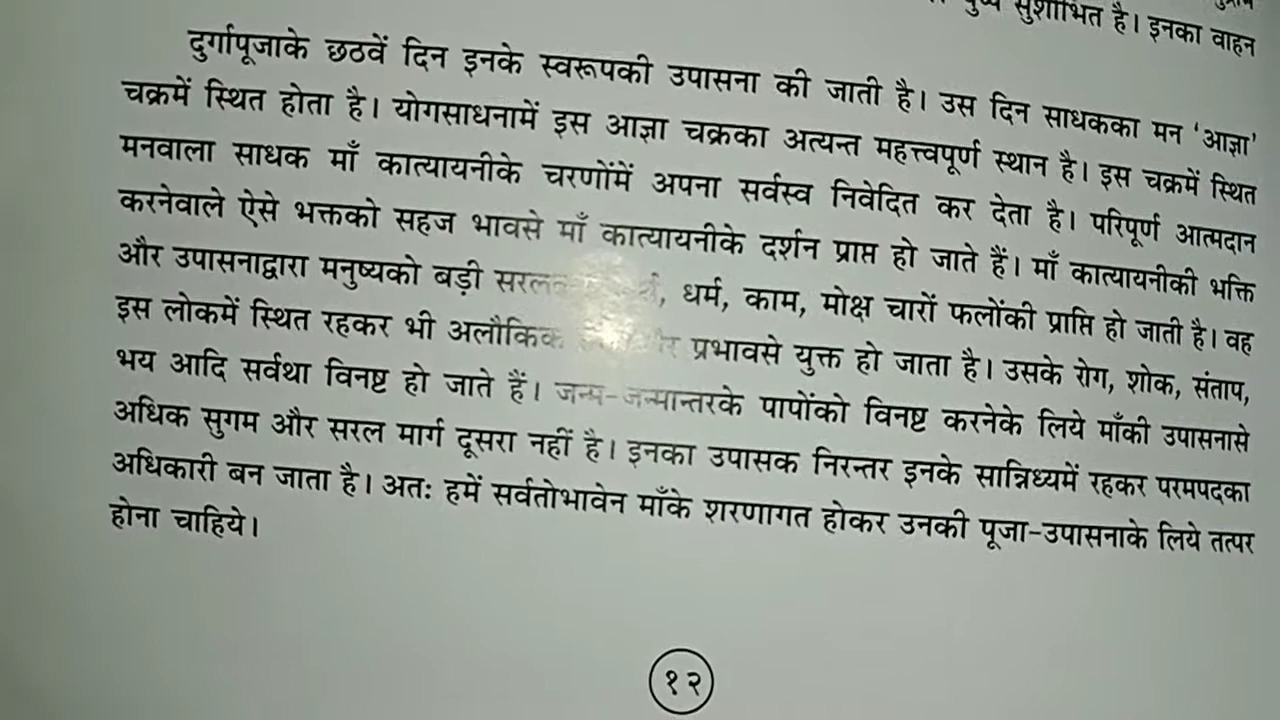 सुशोभित है। इनका वाहन
दुर्गापूजाके छठवें दिन इनके स्वरूपकी उपासना की जाती है। उस दिन साधकका मन ‘आज्ञा’
चक्रमें स्थित होता है। योगसाधनामें इस आज्ञा चक्रका अत्यन्त महत्त्वपूर्ण स्थान है। इस चक्रमें स्थित
मनवाला साधक माँ कात्यायनीके चरणोंमें अपना सर्वस्व निवेदित कर देता है। परिपूर्ण आत्मदान
करनेवाले ऐसे भक्तको सहज भावसे माँ कात्यायनीके दर्शन प्राप्त हो जाते हैं। माँ कात्यायनीकी भक्ति
और उपासनाद्वारा मनुष्यको बड़ी धर्म, काम, मोक्ष चारों फलोंकी प्राप्ति हो जाती है। वह
इस लोकमें स्थित रहकर भी अलौकिक प्रभावसे युक्त हो जाता है। उसके रोग, शोक, संताप,
भय आदि सर्वथा विनष्ट हो जाते हैं। जन्म-जन्मान्तरके पापोंको विनष्ट करनेके लिये माँकी उपासनासे
अधिक सुगम और सरल मार्ग दूसरा नहीं है। इनका उपासक निरन्तर इनके सान्निध्यमें रहकर परमपदका
अधिकारी बन जाता है। अतः हमें सर्वतोभावेन माँके शरणागत होकर उनकी पूजा-उपासनाके लिये तत्पर
होना चाहिये।
१२